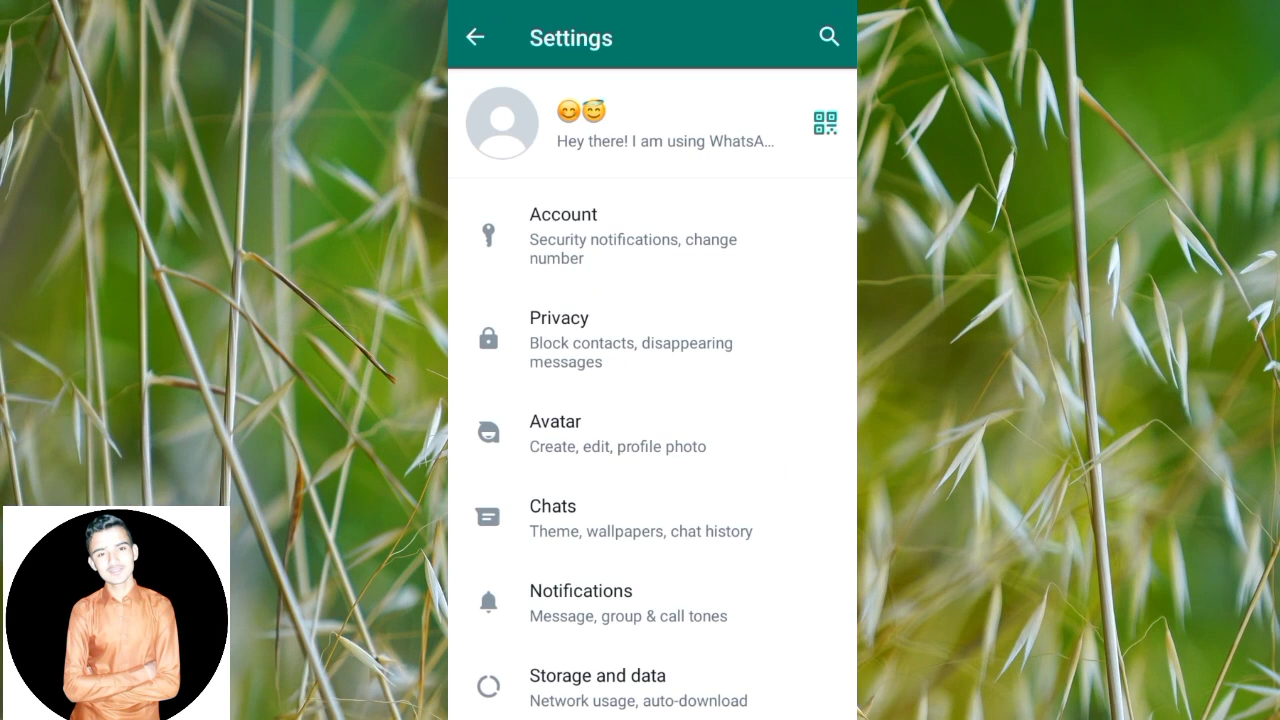 Settings
😊😇
Hey there! I am using WhatsA...
Account
Security notifications, change
number
Privacy
Block contacts, disappearing
messages
Avatar
Create, edit, profile photo
Chats
Theme, wallpapers, chat history
Notifications
Message, group & call tones
Storage and data
Network usage, auto-download